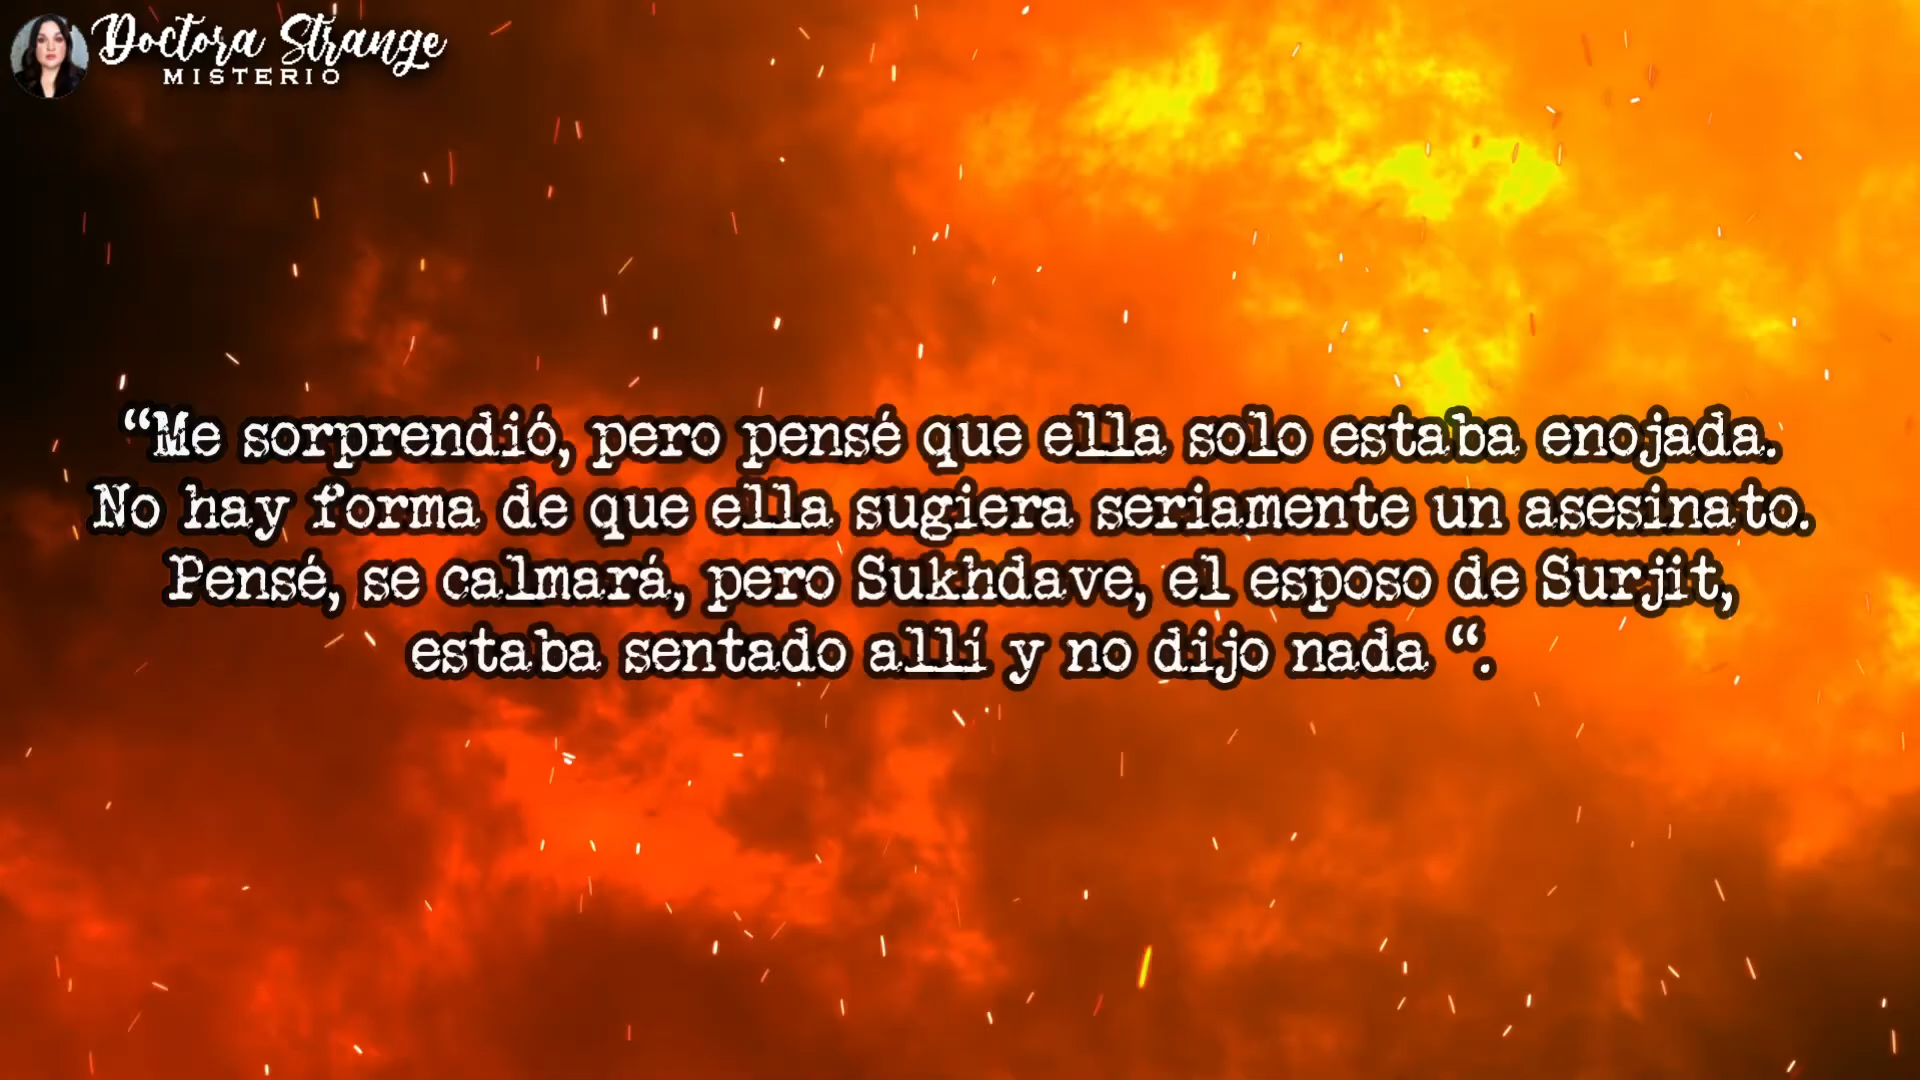 Doctora Strange
MISTERIO
“Me sorprendió, pero pensé que ella solo estaba enojada.
No hay forma de que ella sugiera seriamente un asesinato.
Pensé, se calmará, pero Sukhdave, el esposo de Surjit,
estaba sentado allí y no dijo nada “.